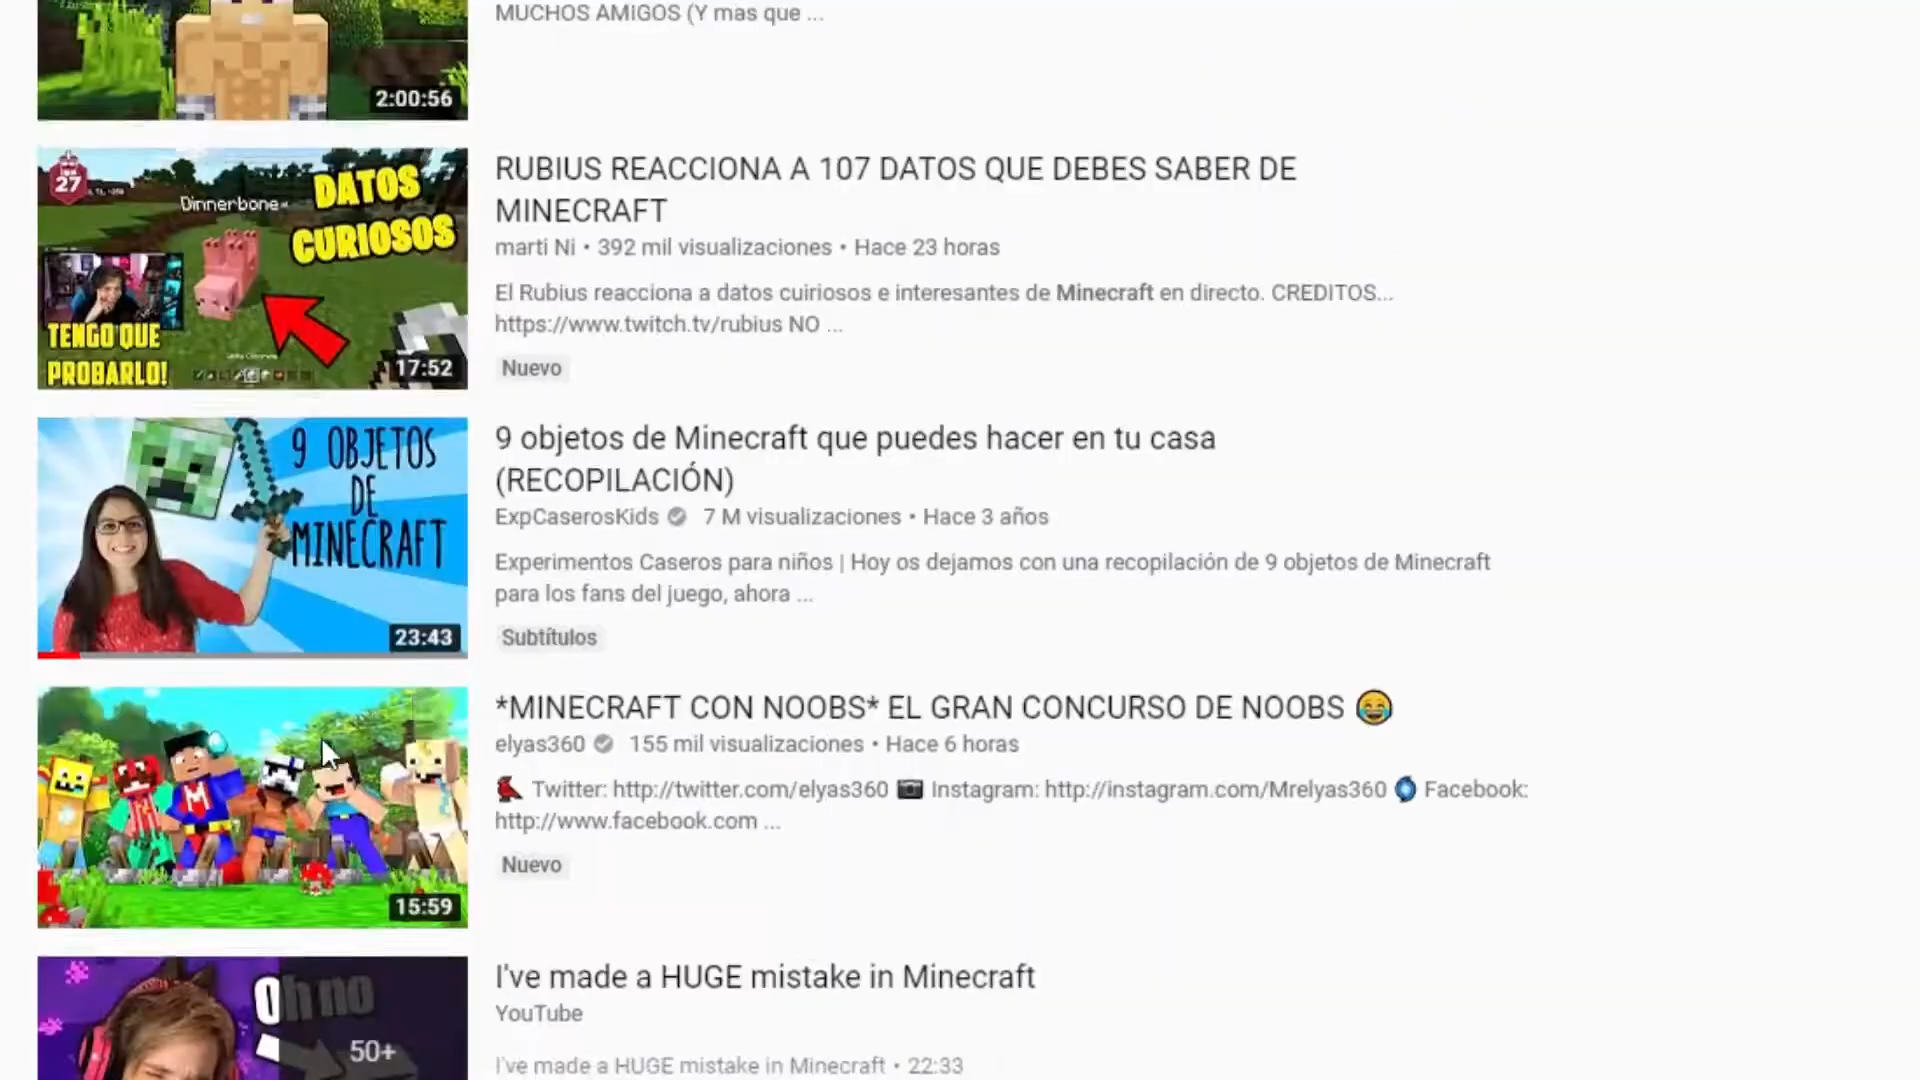 MUCHOS AMIGOS (Y mas que ...
2:00:56
27
Dinnerbone
DATOS
CURIOSOS
TENGO QUE
PROBARLO!
17:52
RUBIUS REACCIONA A 107 DATOS QUE DEBES SABER DE
MINECRAFT
marti Ni • 392 mil visualizaciones • Hace 23 horas
El Rubius reacciona a datos cuiriosos e interesantes de Minecraft en directo. CREDITOS...
https://www.twitch.tv/rubius NO ...
Nuevo
9 OBJETOS
DE
MINECRAFT
23:43
9 objetos de Minecraft que puedes hacer en tu casa
(RECOPILACIÓN)
ExpCaserosKids 7 M visualizaciones • Hace 3 años
Experimentos Caseros para niños | Hoy os dejamos con una recopilación de 9 objetos de Minecraft
para los fans del juego, ahora ...
Subtítulos
M
15:59
*MINECRAFT CON NOOBS* EL GRAN CONCURSO DE NOOBS 😂
elyas360 155 mil visualizaciones • Hace 6 horas
Twitter: http://twitter.com/elyas360 📷 Instagram: http://instagram.com/Mrelyas360 Facebook:
http://www.facebook.com ...
Nuevo
Oh no
50+
I've made a HUGE mistake in Minecraft
YouTube
I've made a HUGE mistake in Minecraft • 22:33